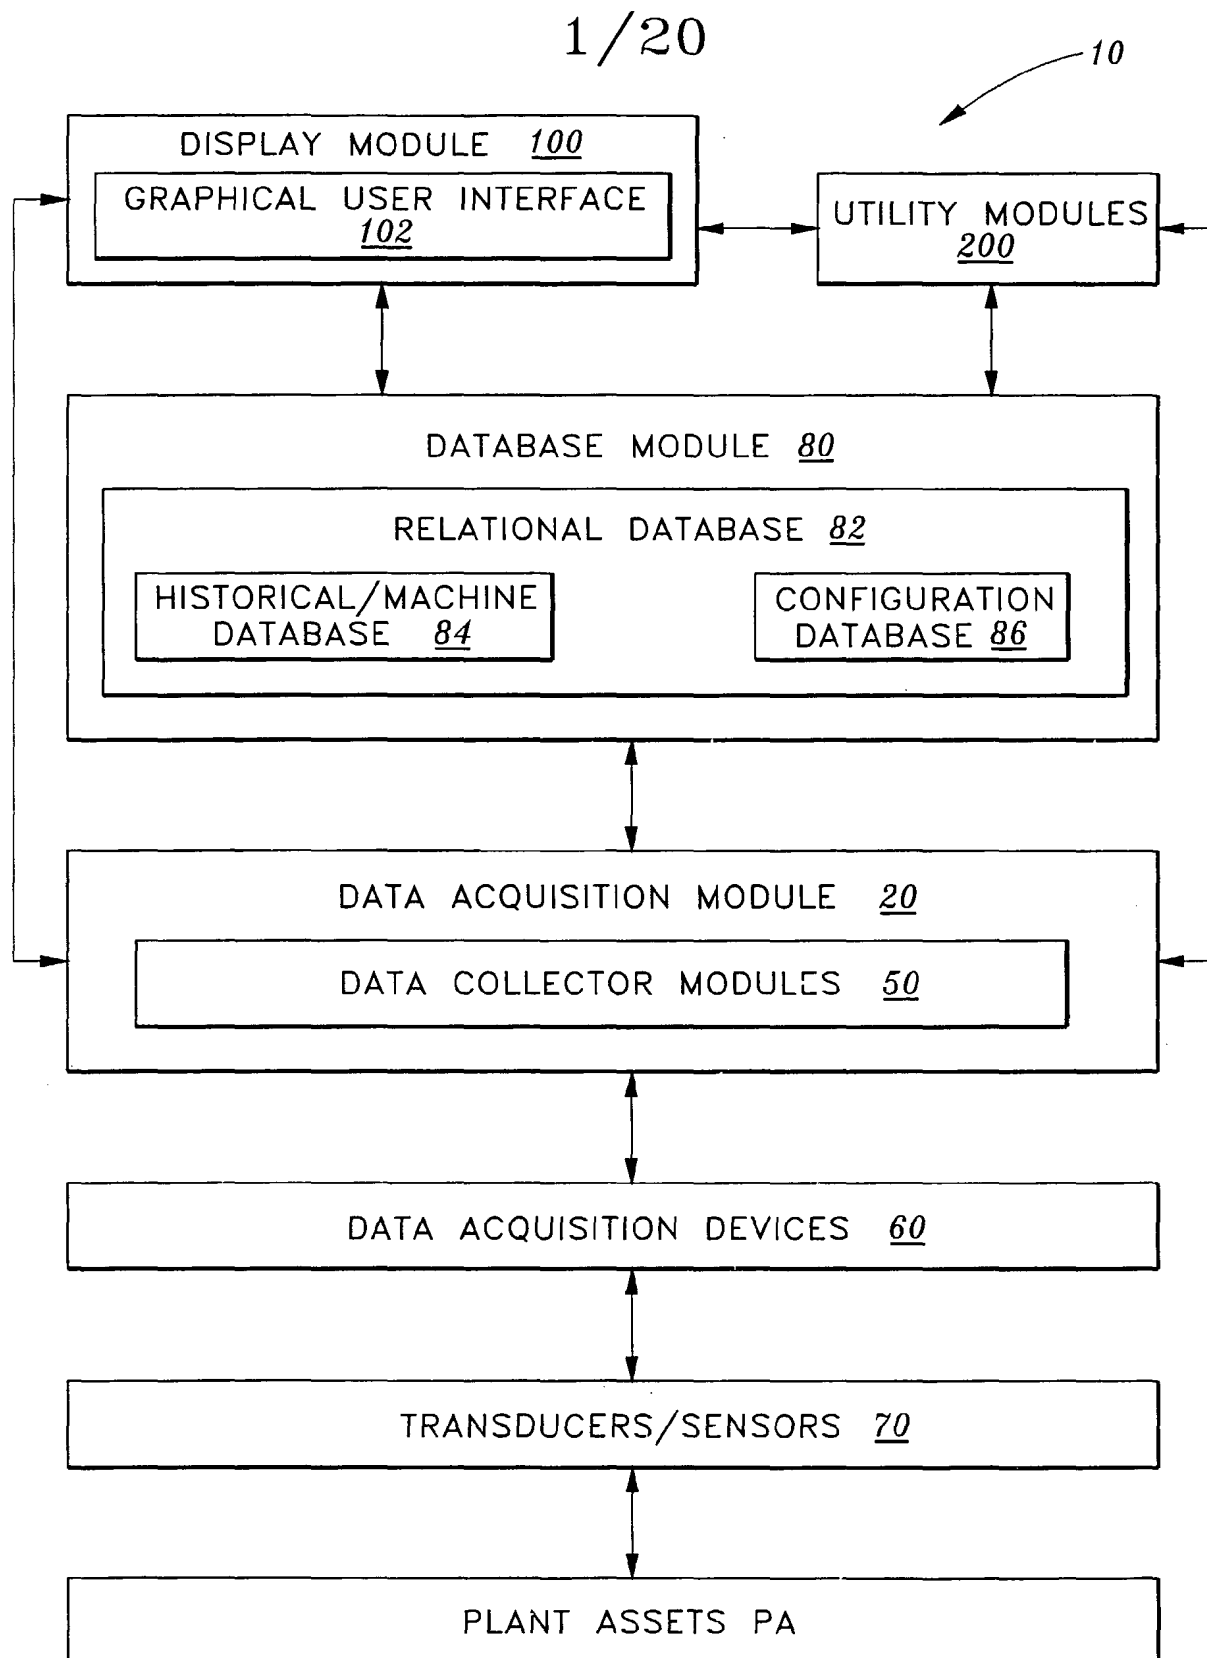 1/20
10
DISPLAY MODULE 100
GRAPHICAL USER INTERFACE
102
UTILITY MODULES
200
DATABASE MODULE 80
RELATIONAL DATABASE 82
HISTORICAL/MACHINE
DATABASE 84
CONFIGURATION
DATABASE 86
DATA ACQUISITION MODULE 20
DATA COLLECTOR MODULES 50
DATA ACQUISITION DEVICES 60
TRANSDUCERS/SENSORS 70
PLANT ASSETS PA